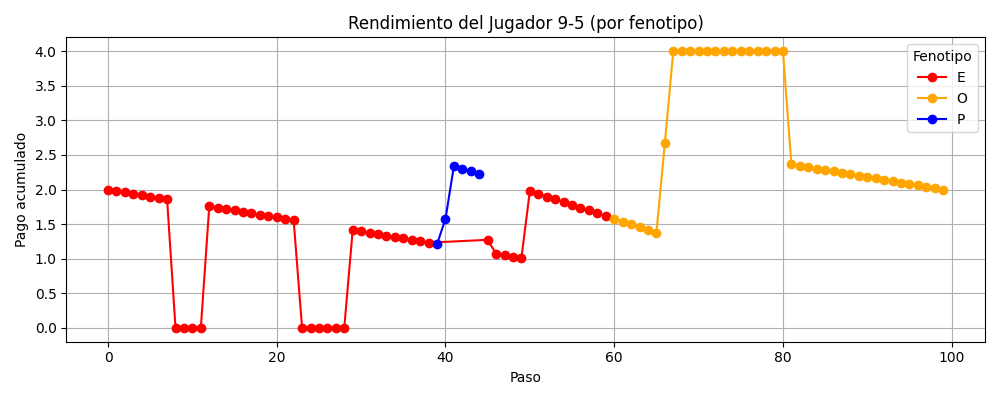 Rendimiento del Jugador 9-5 (por fenotipo)
Pago acumulado
4.0
3.5
3.0
2.5
2.0
1.5
1.0
0.5
0.0
Fenotipo
E
O
P
0
20
40
60
80
100
Paso